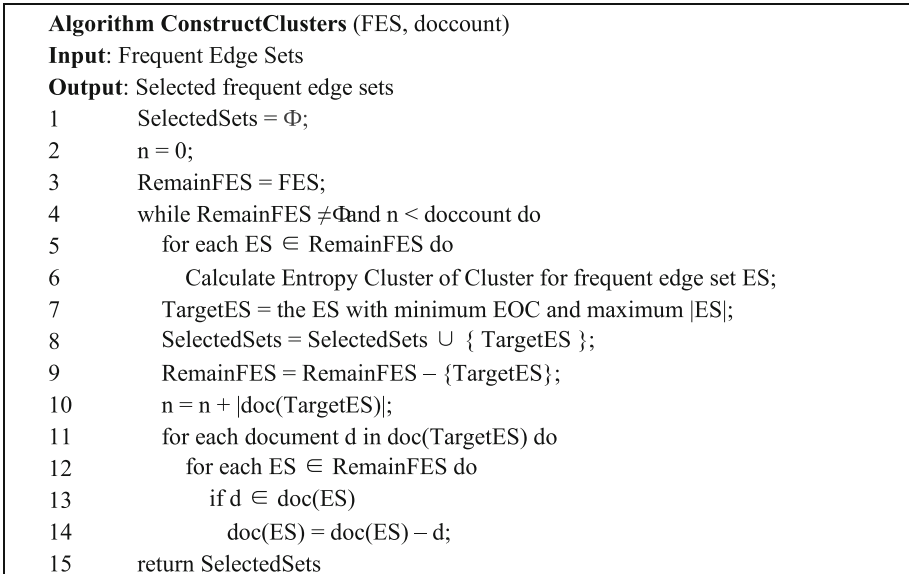 Algorithm ConstructClusters (FES, doccount)
Input: Frequent Edge Sets
Output: Selected frequent edge sets
1 SelectedSets = Φ;
2 n = 0;
3 RemainFES = FES;
4 while RemainFES ≠Φand n < doccount do
5 for each ES ∈ RemainFES do
6 Calculate Entropy Cluster of Cluster for frequent edge set ES;
7 TargetES = the ES with minimum EOC and maximum |ES|;
8 SelectedSets = SelectedSets ∪ { TargetES };
9 RemainFES = RemainFES – {TargetES};
10 n = n + |doc(TargetES)|;
11 for each document d in doc(TargetES) do
12 for each ES ∈ RemainFES do
13 if d ∈ doc(ES)
14 doc(ES) = doc(ES) – d;
15 return SelectedSets